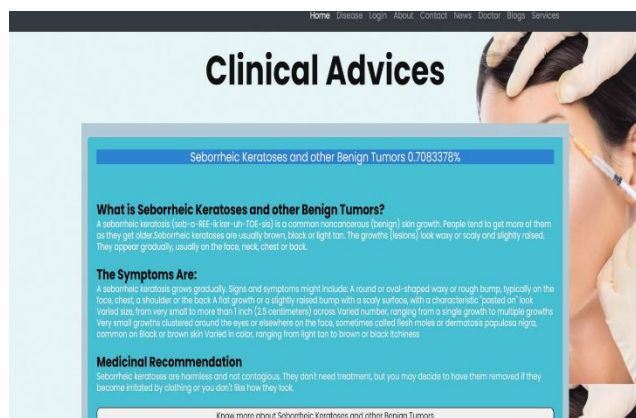 Home Disease Login About Contact News Doctor Blogs Services
Clinical Advices
Seborrheic Keratoses and other Benign Tumors 0.7083378%
What is Seborrheic Keratoses and other Benign Tumors?
A seborrheic keratosis (seb-o-REE-ik ker-uh-TOE-sis) is a common noncancerous (benign) skin growth. People tend to get more of them
as they get older.Seborrheic keratoses are usually brown, black or light tan. The growths (lesions) look waxy or scaly and slightly raised.
They appear gradually, usually on the face, neck, chest or back.
The Symptoms Are:
A seborrheic keratosis grows gradually. Signs and symptoms might include: A round or oval-shaped waxy or rough bump, typically on the
face, chest, a shoulder or the back A flat growth or a slightly raised bump with a scaly surface, with a characteristic "pasted on" look
Varied size, from very small to more than 1 inch (2.5 centimeters) across Varied number, ranging from a single growth to multiple growths
Very small growths clustered around the eyes or elsewhere on the face, sometimes called flesh moles or dermatosis papulosa nigra,
common on Black or brown skin Varied in color, ranging from light tan to brown or black Itchiness
Medicinal Recommendation
Seborrheic keratoses are harmless and not contagious. They don't need treatment, but you may decide to have them removed if they
become irritated by clothing or you don't like how they look.
Know more about Seborrheic Keratoses and other Benign Tumors